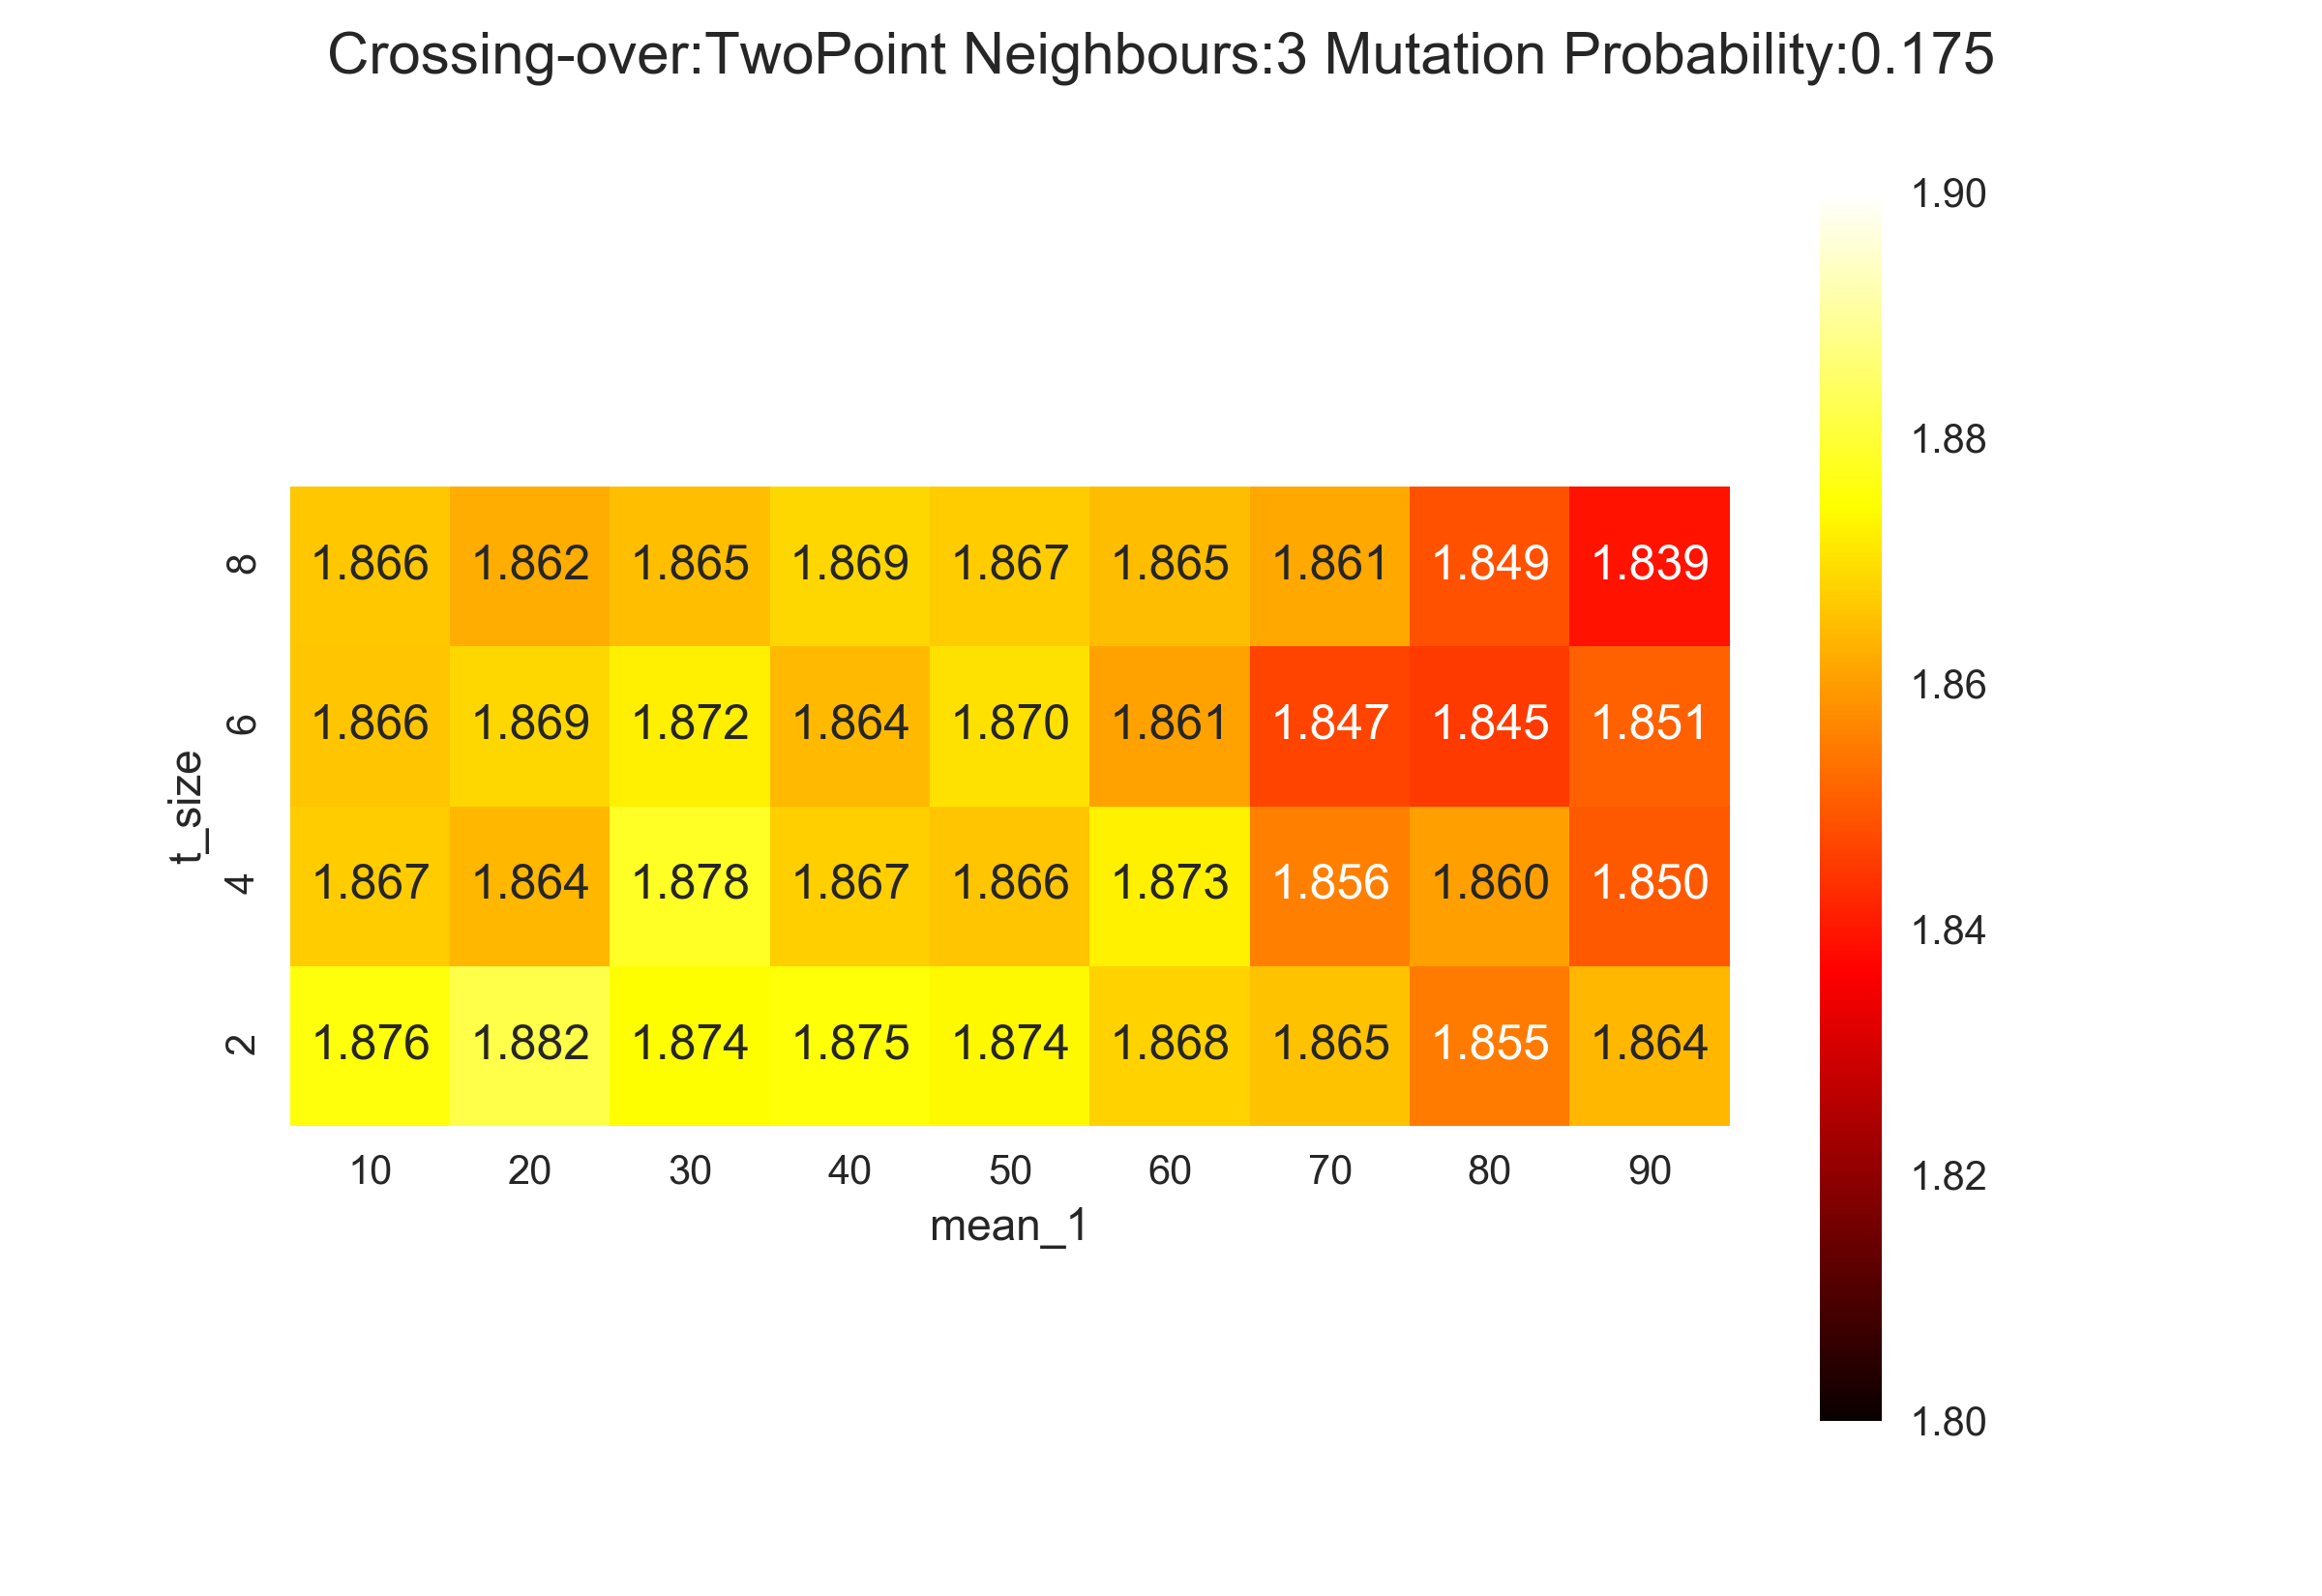 Crossing-over:TwoPoint Neighbours:3 Mutation Probability:0.175
1.90
1.88
1.86
1.84
1.82
1.80
t_size
8 1.866 1.862 1.865 1.869 1.867 1.865 1.861 1.849 1.839
6 1.866 1.869 1.872 1.864 1.870 1.861 1.847 1.845 1.851
4 1.867 1.864 1.878 1.867 1.866 1.873 1.856 1.860 1.850
2 1.876 1.882 1.874 1.875 1.874 1.868 1.865 1.855 1.864
10 20 30 40 50 60 70 80 90
mean_1